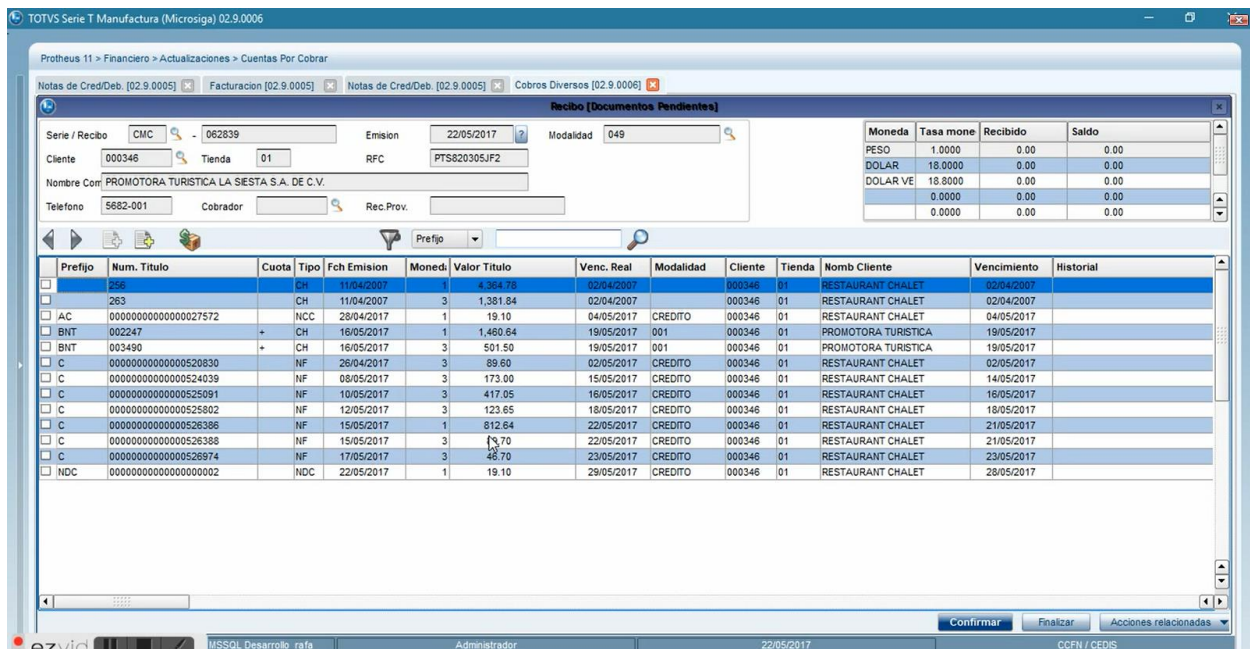 TOTVS Serie T Manufactura (Microsiga) 02.9.0006
Protheus 11 > Financiero > Actualizaciones > Cuentas Por Cobrar
Notas de Cred/Deb. [02.9.0005] Facturacion [02.9.0005] Notas de Cred/Deb. [02.9.0005] Cobros Diversos [02.9.0006]
Recibo [Documentos Pendientes]
Serie / Recibo CMC - 062839 Emision 22/05/2017 ? Modalidad 049
Cliente 000346 Tienda 01 RFC PTS820305JF2
Nombre Com PROMOTORA TURISTICA LA SIESTA S.A. DE C.V.
Telefono 5682-001 Cobrador Rec.Prov.
Moneda Tasa mone Recibido Saldo
PESO 1.0000 0.00 0.00
DOLAR 18.0000 0.00 0.00
DOLAR VE 18.8000 0.00 0.00
0.0000 0.00 0.00
0.0000 0.00 0.00
Prefijo
Prefijo Num. Titulo Cuota Tipo Fch Emision Moneda Valor Titulo Venc. Real Modalidad Cliente Tienda Nomb Cliente Vencimiento Historial
256 CH 11/04/2007 1 4,364.78 02/04/2007 000346 01 RESTAURANT CHALET 02/04/2007
263 CH 11/04/2007 3 1,381.84 02/04/2007 000346 01 RESTAURANT CHALET 02/04/2007
AC 00000000000000027572 NCC 28/04/2017 1 19.10 04/05/2017 CREDITO 000346 01 RESTAURANT CHALET 04/05/2017
BNT 002247 + CH 16/05/2017 1 1,460.64 19/05/2017 001 000346 01 PROMOTORA TURISTICA 19/05/2017
BNT 003490 + CH 16/05/2017 3 501.50 19/05/2017 001 000346 01 PROMOTORA TURISTICA 19/05/2017
C 00000000000000520830 NF 26/04/2017 3 89.60 02/05/2017 CREDITO 000346 01 RESTAURANT CHALET 02/05/2017
C 00000000000000524039 NF 08/05/2017 3 173.00 15/05/2017 CREDITO 000346 01 RESTAURANT CHALET 14/05/2017
C 00000000000000525091 NF 10/05/2017 3 417.05 16/05/2017 CREDITO 000346 01 RESTAURANT CHALET 16/05/2017
C 00000000000000525802 NF 12/05/2017 3 123.65 18/05/2017 CREDITO 000346 01 RESTAURANT CHALET 18/05/2017
C 00000000000000526386 NF 15/05/2017 1 812.64 22/05/2017 CREDITO 000346 01 RESTAURANT CHALET 21/05/2017
C 00000000000000526388 NF 15/05/2017 3 22/05/2017 CREDITO 000346 01 RESTAURANT CHALET 21/05/2017
C 00000000000000526974 NF 17/05/2017 3 46.70 23/05/2017 CREDITO 000346 01 RESTAURANT CHALET 23/05/2017
NDC 00000000000000000002 NDC 22/05/2017 1 19.10 29/05/2017 CREDITO 000346 01 RESTAURANT CHALET 28/05/2017
Confirmar Finalizar Acciones relacionadas
ezvid MSSQL Desarrollo rafa Administrador 22/05/2017 CCFN / CEDIS